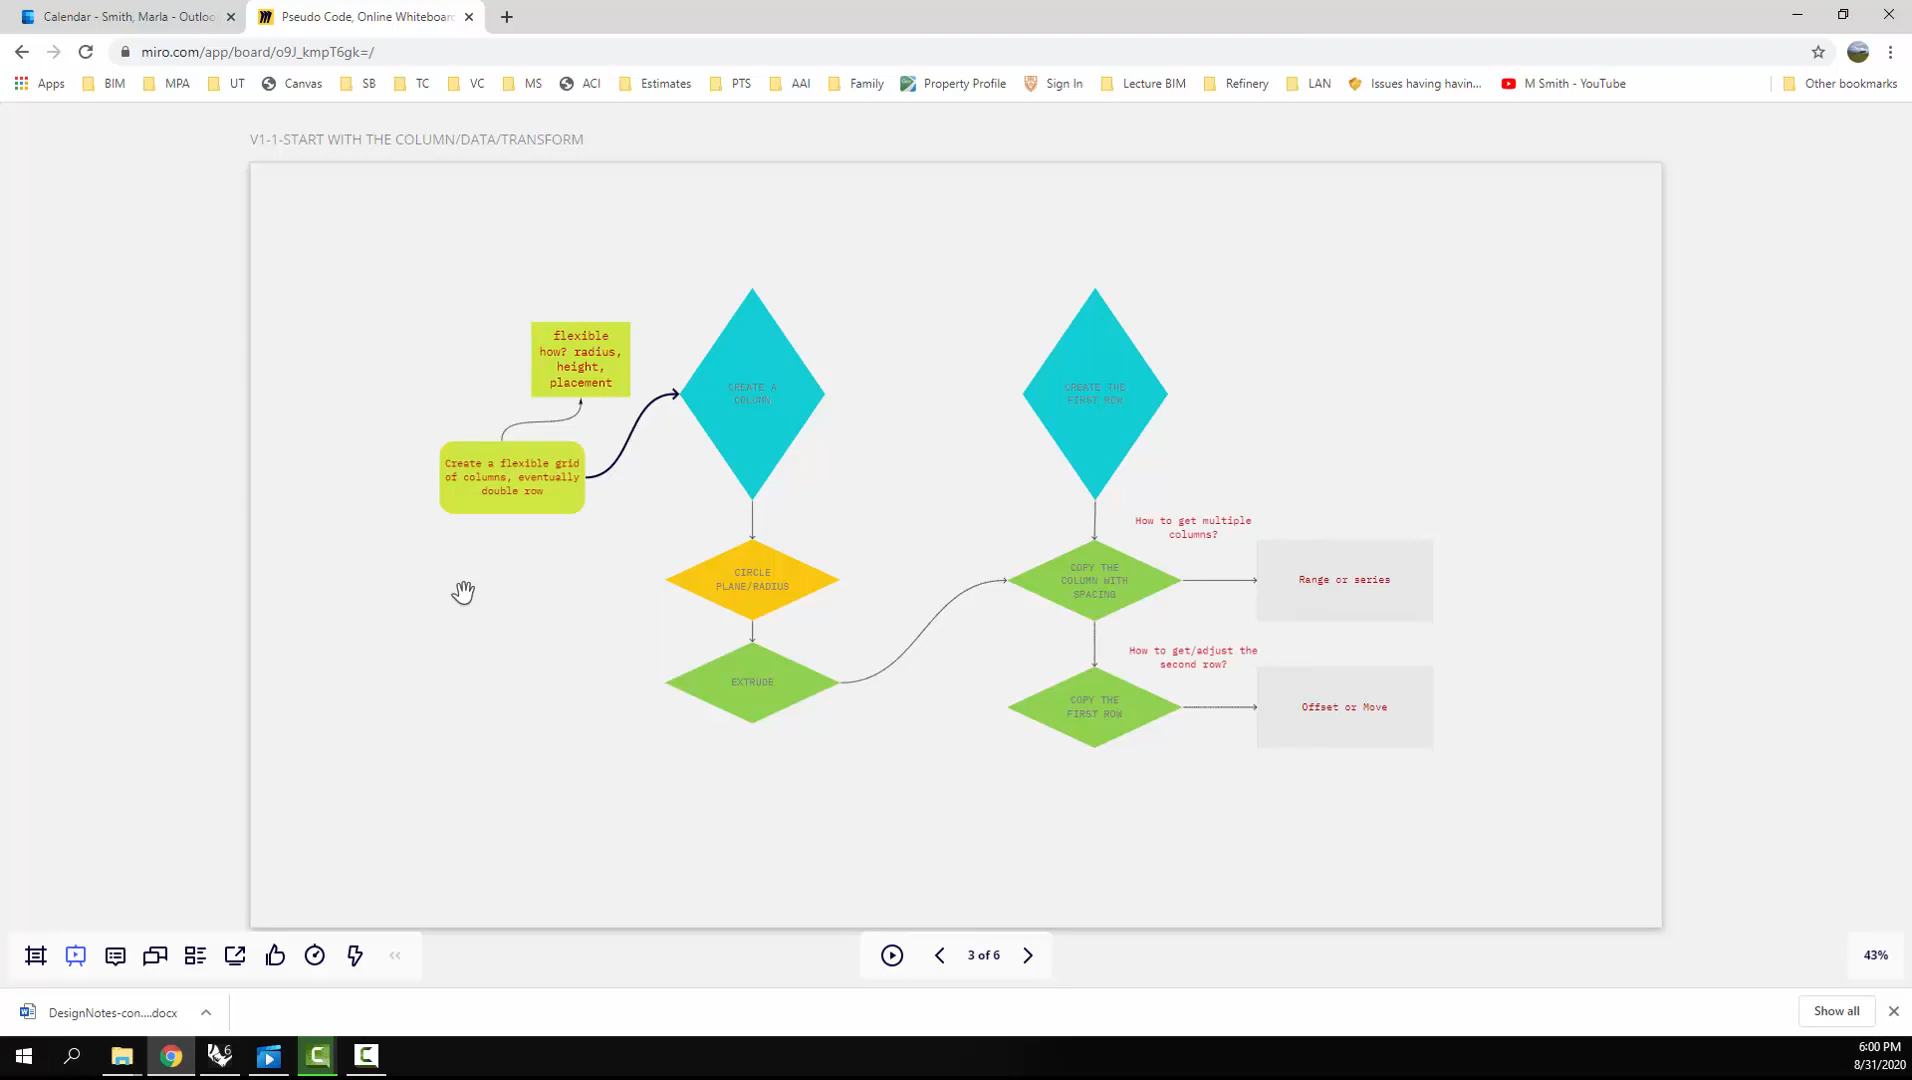 Calendar - Smith, Marla - Outloo
Pseudo Code, Online Whiteboard
miro.com/app/board/o9J_kmpT6gk=/
Apps BIM MPA UT Canvas SB TC VC MS ACI Estimates PTS AAI Family Property Profile Sign In Lecture BIM Refinery LAN Issues having havin... M Smith - YouTube Other bookmarks
V1-1-START WITH THE COLUMN/DATA/TRANSFORM
flexible
how? radius,
height,
placement
Create a flexible grid
of columns, eventually
double row
CREATE A
COLUMN
CIRCLE
PLANE/RADIUS
EXTRUDE
CREATE THE
FIRST ROW
How to get multiple
columns?
COPY THE
COLUMN WITH
SPACING
Range or series
How to get/adjust the
second row?
COPY THE
FIRST ROW
Offset or Move
3 of 6
43%
DesignNotes-con....docx
Show all
6
6:00 PM
8/31/2020